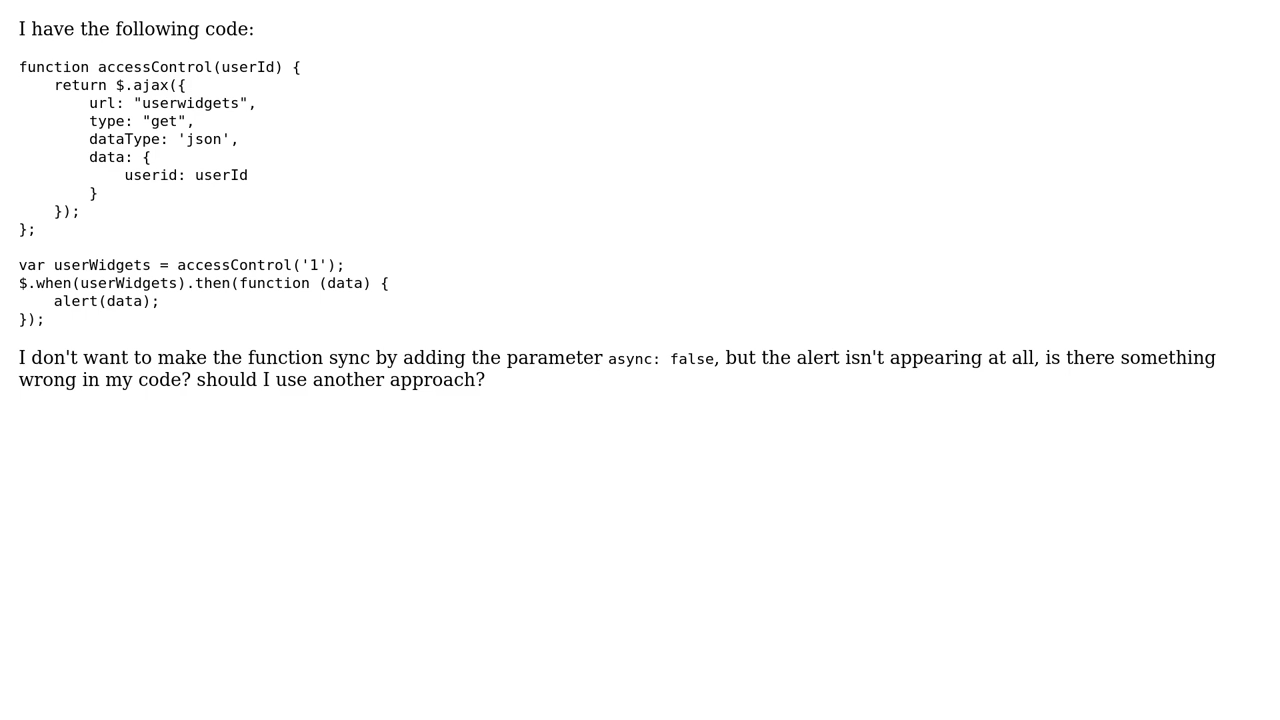 I have the following code:
function accessControl(userId) {
    return $.ajax({
        url: "userwidgets",
        type: "get",
        dataType: 'json',
        data: {
            userid: userId
        }
    });
};
var userWidgets = accessControl('1');
$.when(userWidgets).then(function (data) {
    alert(data);
});
I don't want to make the function sync by adding the parameter async: false, but the alert isn't appearing at all, is there something
wrong in my code? should I use another approach?